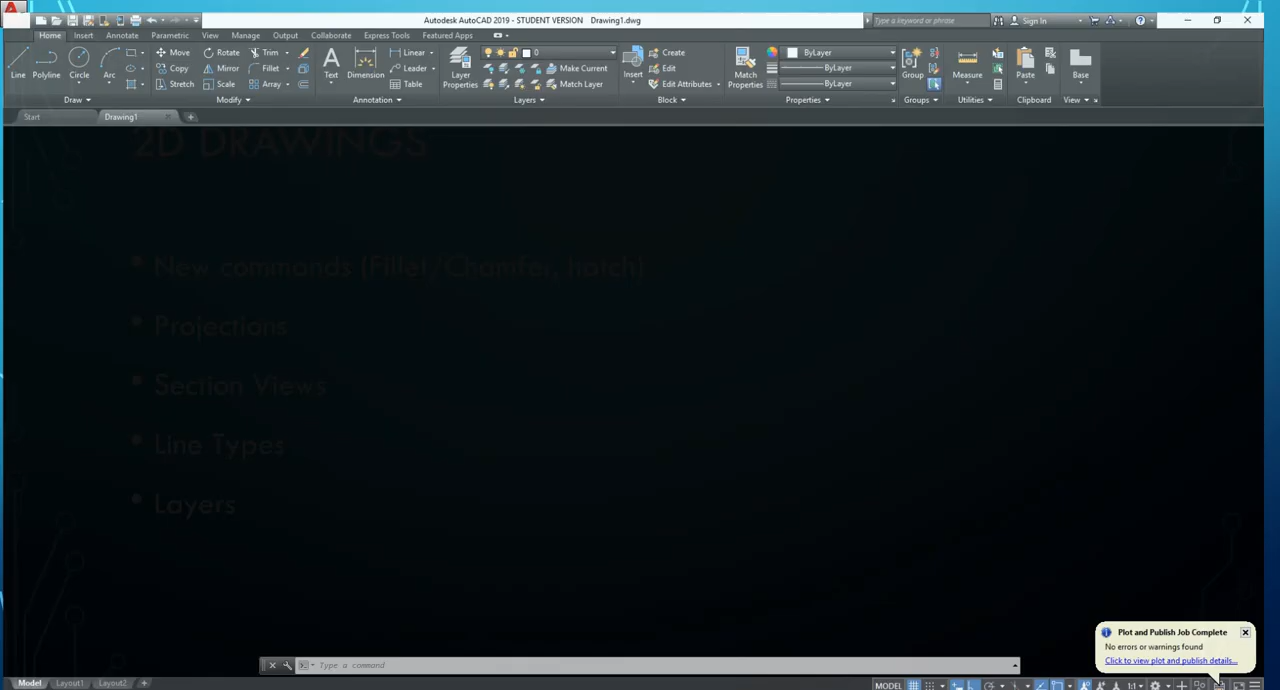 Autodesk AutoCAD 2019 - STUDENT VERSION Drawing1.dwg
Type a keyword or phrase
Sign In
Home Insert Annotate Parametric View Manage Output Collaborate Express Tools Featured Apps
Line
Polyline
Circle
Arc
Move Rotate Trim
Copy Mirror Fillet
Stretch Scale Array
Text
Dimension
Linear
Leader
Table
Layer
Properties
0
Make Current
Match Layer
Insert
Create
Edit
Edit Attributes
Match
Properties
ByLayer
ByLayer
ByLayer
Group
Measure
Paste
Base
Draw Modify Annotation Layers Block Properties Groups Utilities Clipboard View
Start Drawing1
2D DRAWINGS
• New commands (Fillet/Chamfer, hatch)
• Projections
• Section Views
• Line Types
• Layers
Type a command
Plot and Publish Job Complete
No errors or warnings found
Click to view plot and publish details...
Model Layout1 Layout2
MODEL
1:1